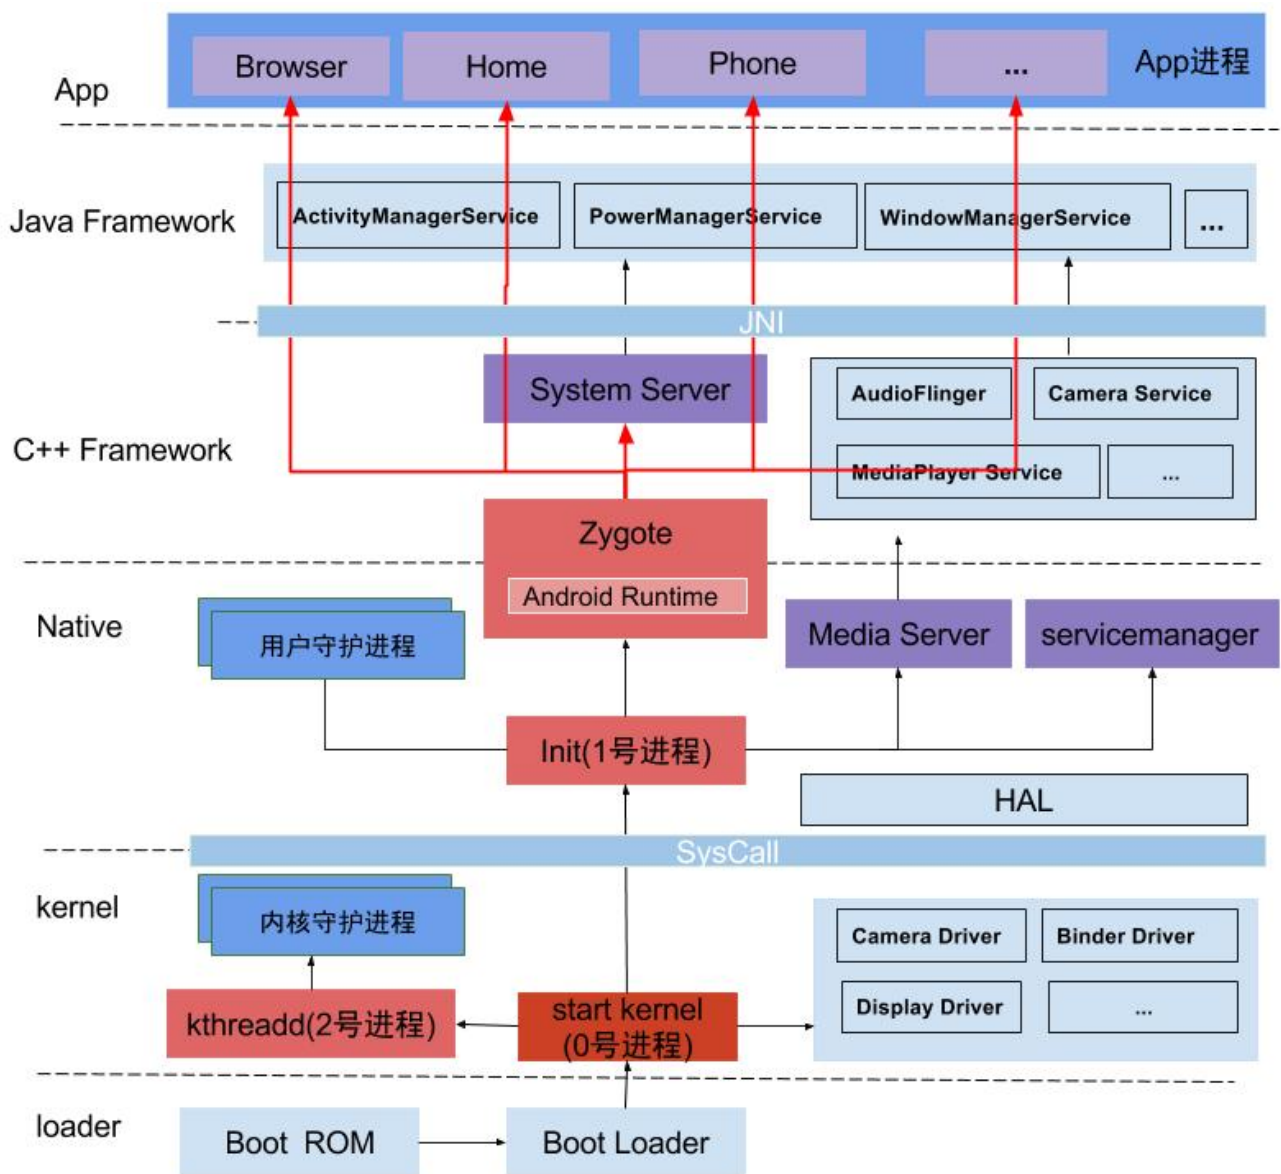 Browser
Home
Phone
...
App进程
App
Java Framework
ActivityManagerService
PowerManagerService
WindowManagerService
...
JNI
System Server
AudioFlinger
Camera Service
C++ Framework
MediaPlayer Service
...
Zygote
Android Runtime
Native
用户守护进程
Media Server
servicemanager
Init(1号进程)
HAL
SysCall
kernel
内核守护进程
Camera Driver
Binder Driver
kthreadd(2号进程)
start kernel
(0号进程)
Display Driver
...
loader
Boot ROM
Boot Loader